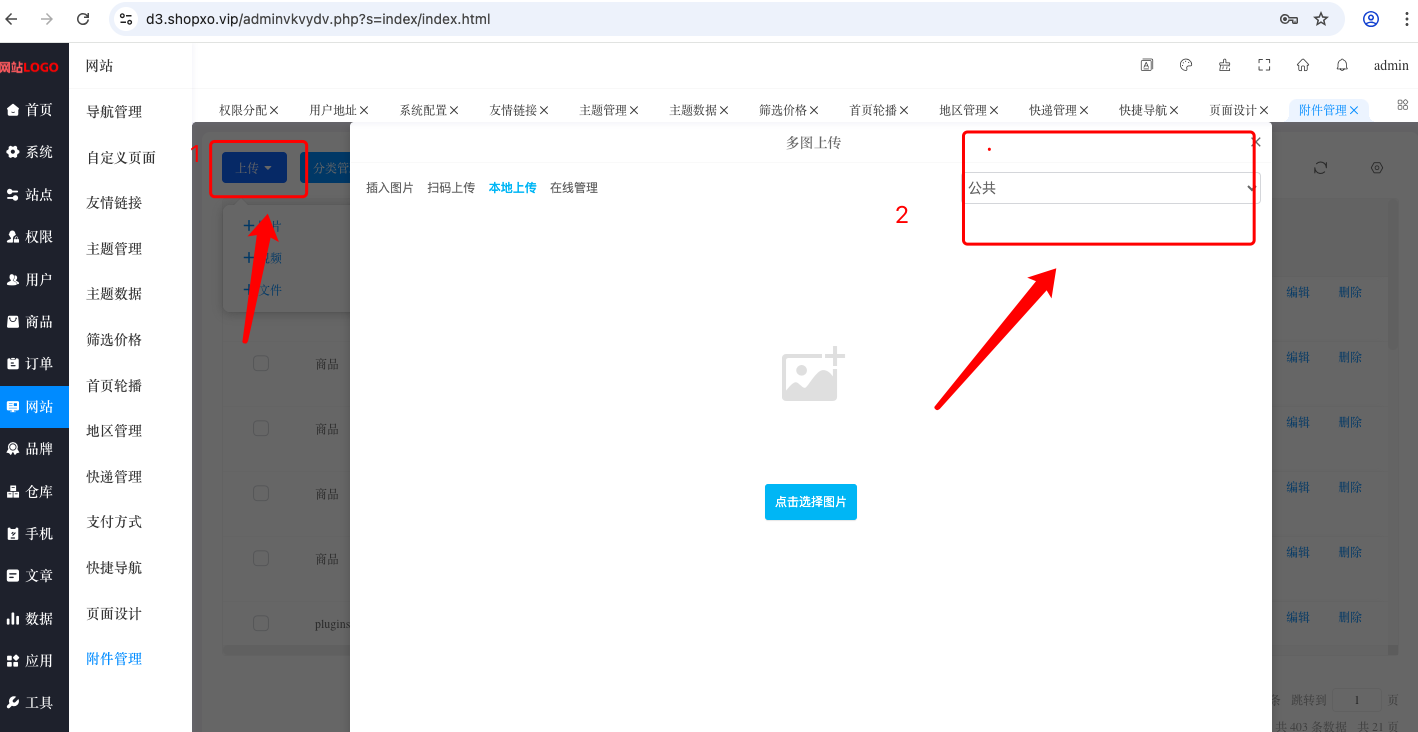 d3.shopxo.vip/adminvkvydv.php?s=index/index.html
网站LOGO
首页
系统
站点
权限
用户
商品
订单
网站
品牌
仓库
手机
文章
数据
应用
工具
网站
导航管理
自定义页面
友情链接
主题管理
主题数据
筛选价格
首页轮播
地区管理
快递管理
支付方式
快捷导航
页面设计
附件管理
admin
权限分配 用户地址 系统配置 友情链接 主题管理 主题数据 筛选价格 首页轮播 地区管理 快递管理 快捷导航 页面设计 附件管理
1
上传 分类管
文件
商品
商品
商品
商品
plugins
多图上传
插入图片 扫码上传 本地上传 在线管理
公共
2
点击选择图片
编辑 删除
编辑 删除
编辑 删除
编辑 删除
编辑 删除
编辑 删除
条 跳转到 1 页
共 403 条数据 共 21 页